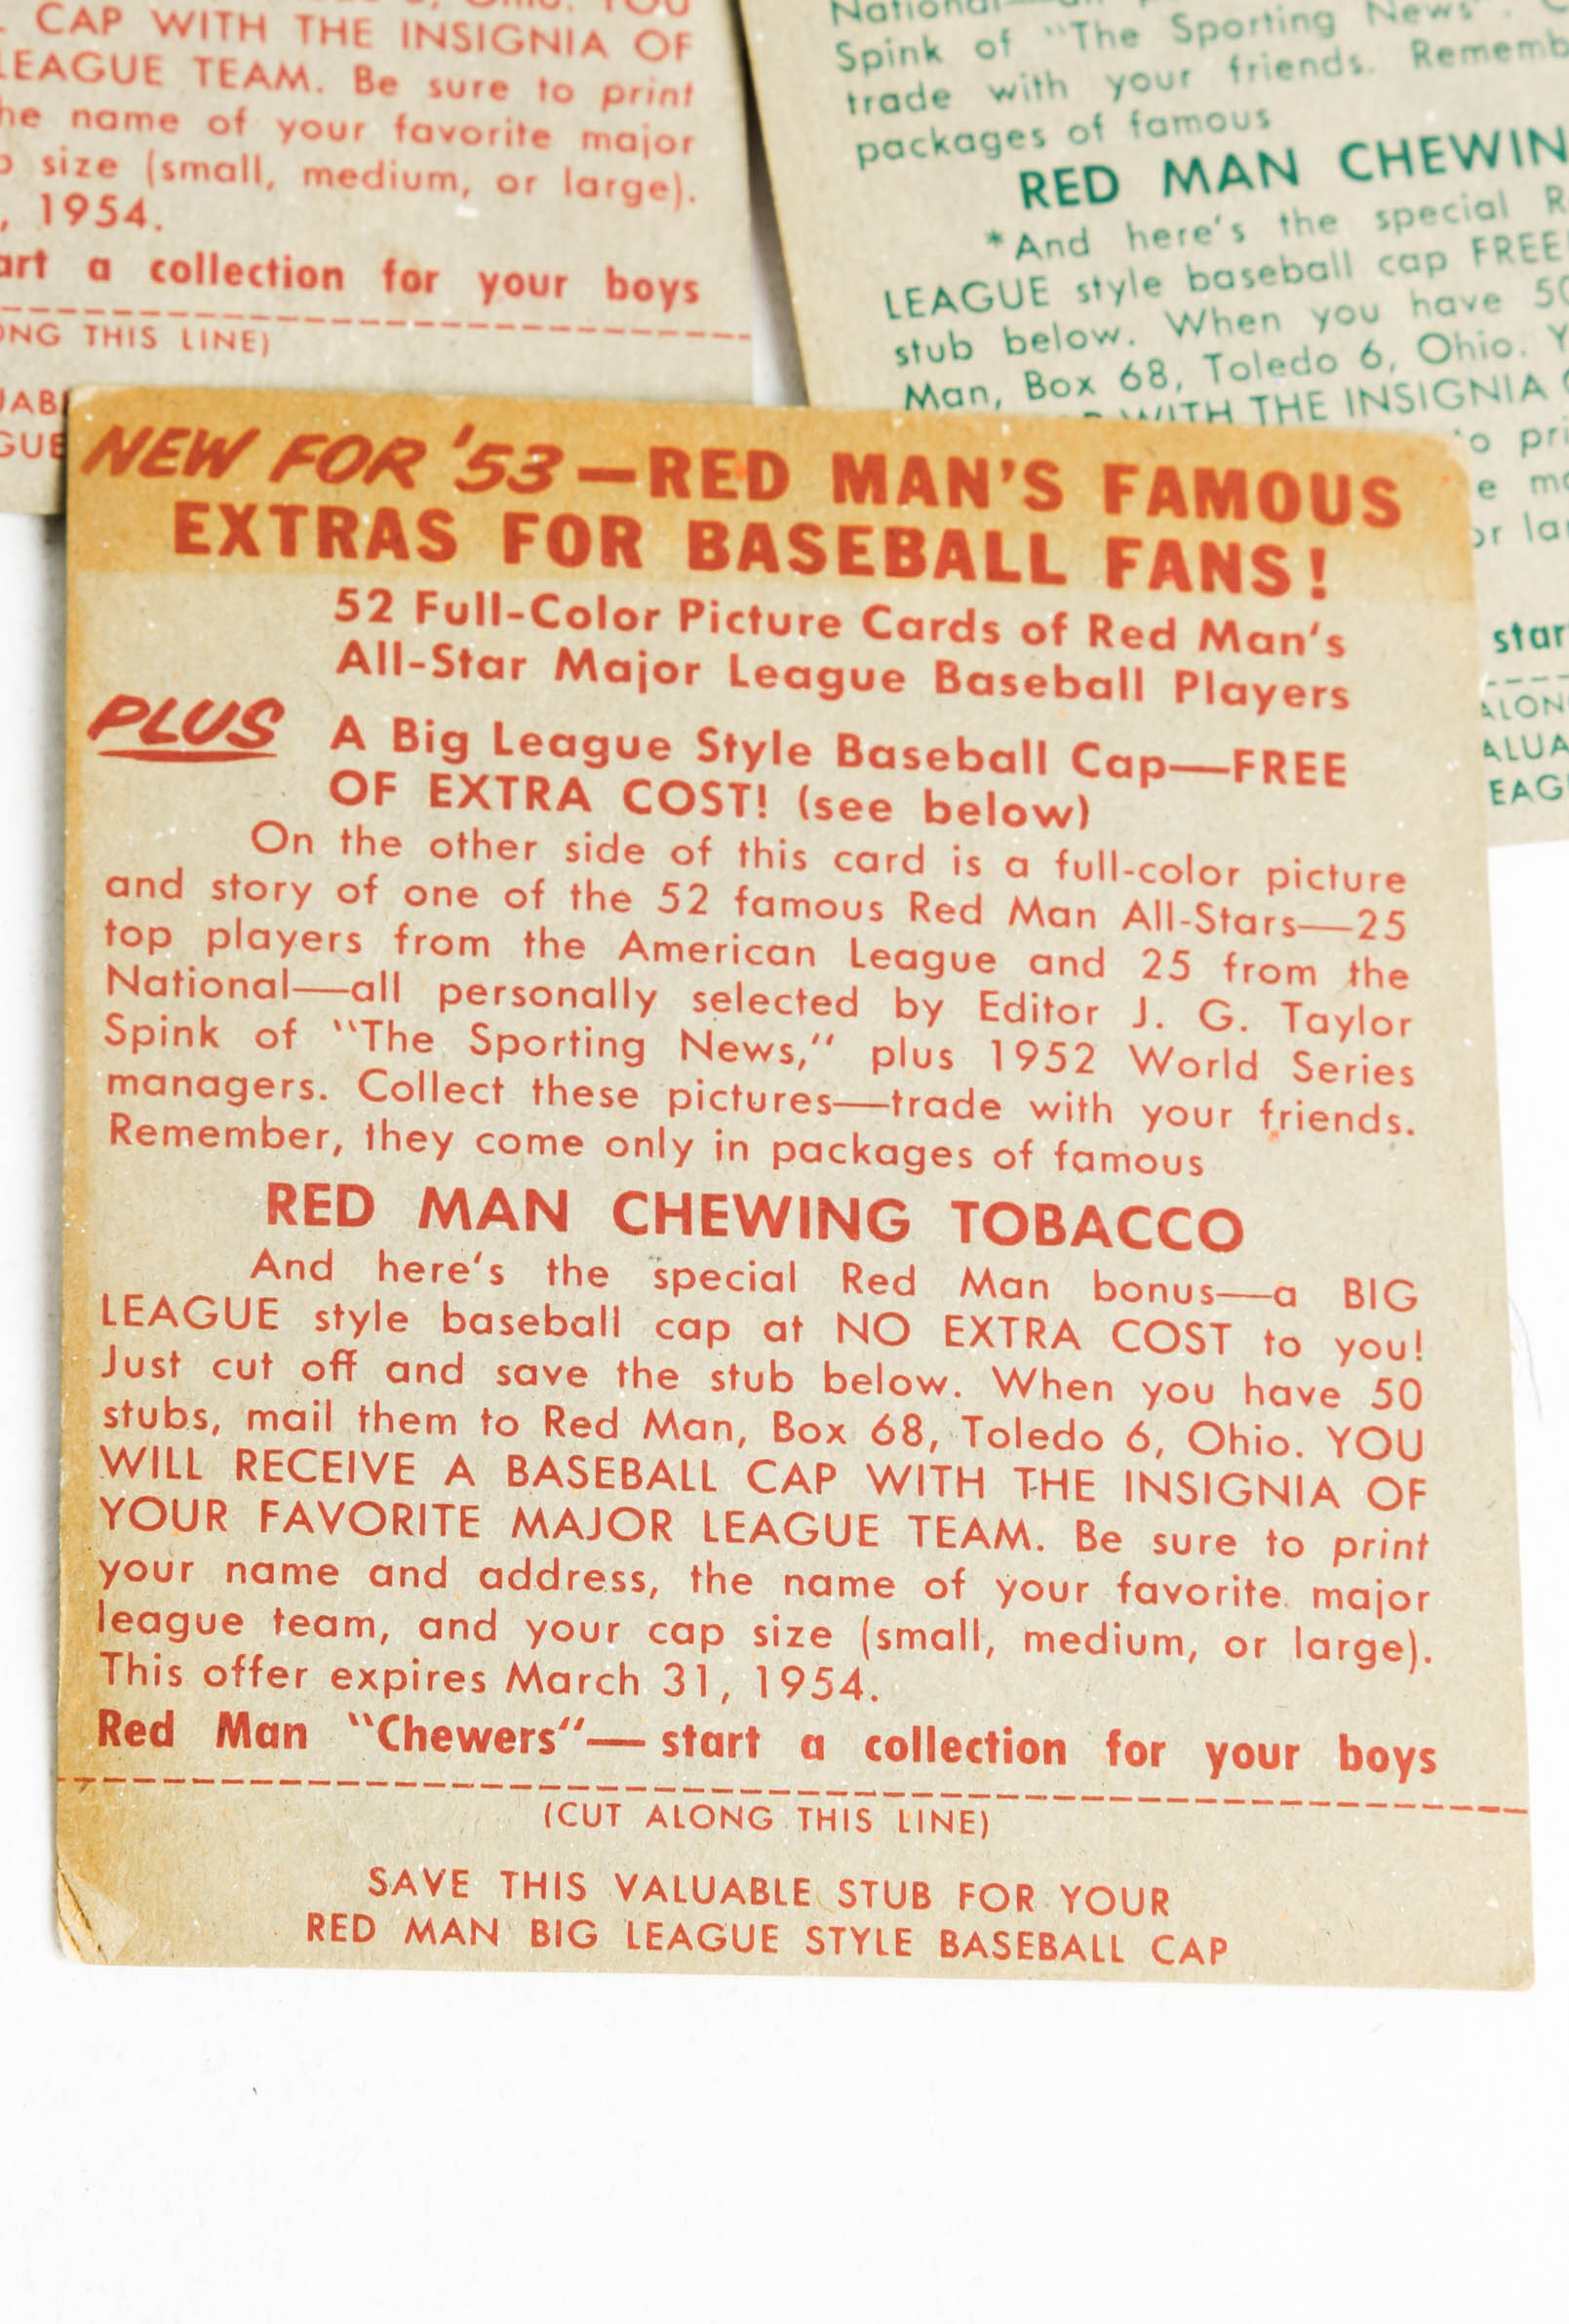 CAP WITH THE INSIGNIA OF
LEAGUE TEAM. Be sure to print
name of your favorite major
size (small, medium, or large).
, 1954.
a collection for your boys
THIS LINE)
National—
Spink of "The Sporting News".
trade with your friends.
packages of famous
RED MAN
*And here's the special
LEAGUE style baseball cap FREE
stub below. When you have 50
Man, Box 68, Toledo 6, Ohio.
WITH THE INSIGNIA
NEW FOR '53—RED MAN'S FAMOUS
EXTRAS FOR BASEBALL FANS!
52 Full-Color Picture Cards of Red Man's
All-Star Major League Baseball Players
PLUS A Big League Style Baseball Cap—FREE
OF EXTRA COST! (see below)
On the other side of this card is a full-color picture
and story of one of the 52 famous Red Man All-Stars—25
top players from the American League and 25 from the
National—all personally selected by Editor J. G. Taylor
Spink of "The Sporting News," plus 1952 World Series
managers. Collect these pictures—trade with your friends.
Remember, they come only in packages of famous
RED MAN CHEWING TOBACCO
And here's the special Red Man bonus—a BIG
LEAGUE style baseball cap at NO EXTRA COST to you!
Just cut off and save the stub below. When you have 50
stubs, mail them to Red Man, Box 68, Toledo 6, Ohio. YOU
WILL RECEIVE A BASEBALL CAP WITH THE INSIGNIA OF
YOUR FAVORITE MAJOR LEAGUE TEAM. Be sure to print
your name and address, the name of your favorite major
league team, and your cap size (small, medium, or large).
This offer expires March 31, 1954.
Red Man "Chewers"—start a collection for your boys
(CUT ALONG THIS LINE)
SAVE THIS VALUABLE STUB FOR YOUR
RED MAN BIG LEAGUE STYLE BASEBALL CAP